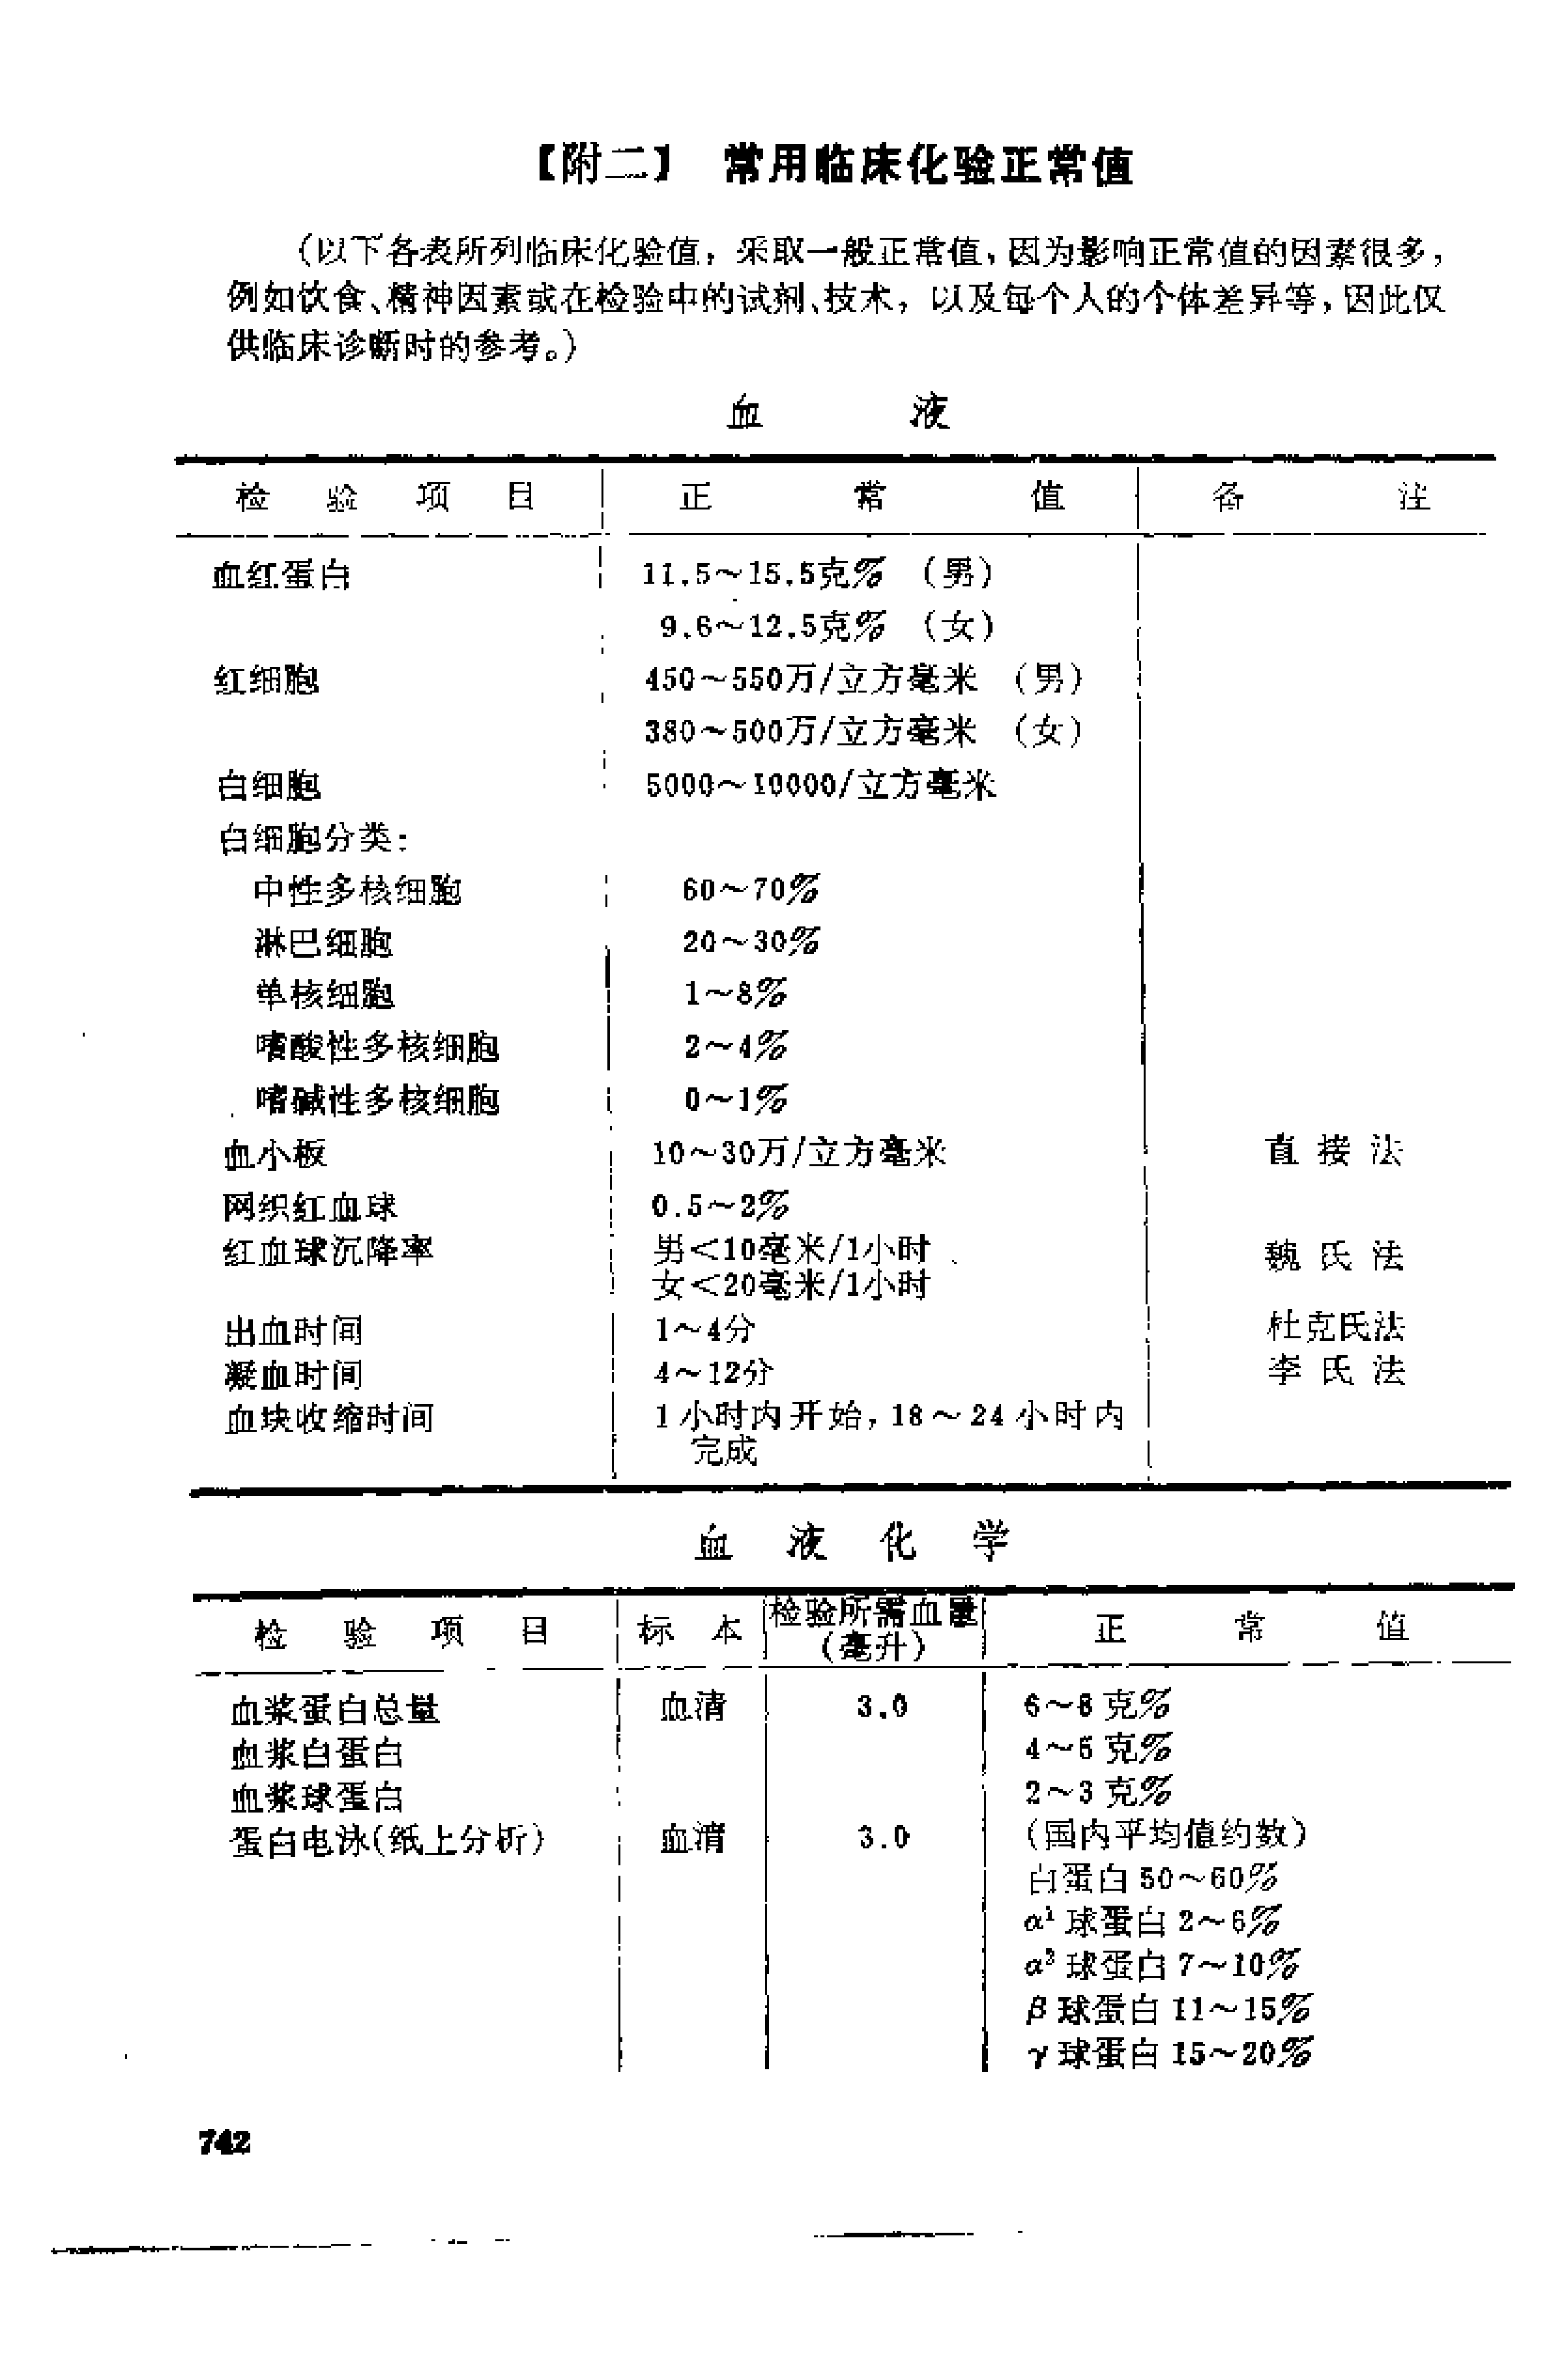 【附二】 常用临床化验正常值
（以下各表所列临床化验值，采取一般正常值，因为影响正常值的因素很多，
例如饮食、精神因素或在检验中的试剂、技术，以及每个人的个体差异等，因此仅
供临床诊断时的参考。）
血 液
检 验 项 目 正 常 值 备 注
血红蛋白 11.5～15.5克% （男）
9.6～12.5克% （女）
红细胞 450～550万/立方毫米 （男）
380～500万/立方毫米 （女）
白细胞 5000～10000/立方毫米
白细胞分类：
中性多核细胞 60～70%
淋巴细胞 20～30%
单核细胞 1～8%
嗜酸性多核细胞 2～4%
嗜碱性多核细胞 0～1%
血小板 10～30万/立方毫米 直接法
网织红血球 0.5～2%
红血球沉降率 男＜10毫米/1小时 魏氏法
女＜20毫米/1小时
出血时间 1～4分 杜克氏法
凝血时间 4～12分 李氏法
血块收缩时间 1小时内开始，18～24小时内
完成
血 液 化 学
检 验 项 目 标 本 检验所需血量（毫升） 正 常 值
血浆蛋白总量 血清 3.0 6～8克%
血浆白蛋白 4～5克%
血浆球蛋白 2～3克%
蛋白电泳（纸上分析） 血清 3.0 （国内平均值约数）
白蛋白50～60%
α¹球蛋白2～6%
α²球蛋白7～10%
β球蛋白11～15%
γ球蛋白15～20%
742